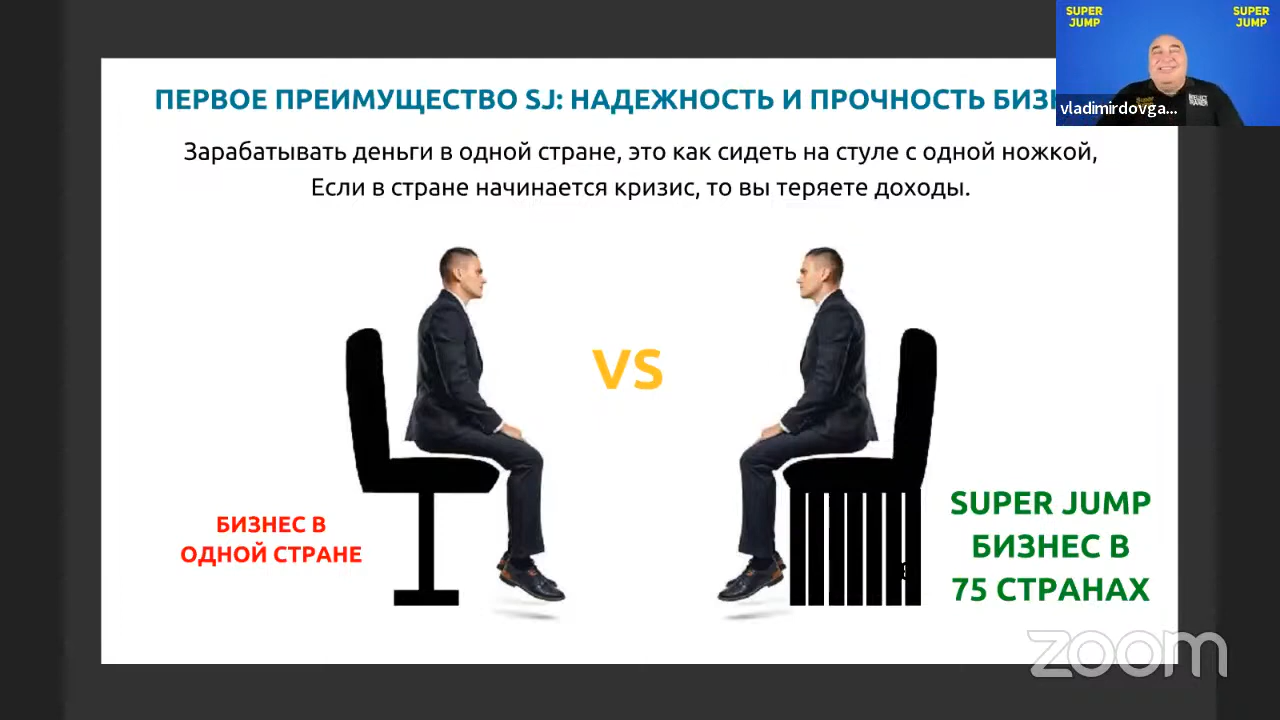 SUPER
JUMP
SUPER
JUMP
vladimirdovga...
ПЕРВОЕ ПРЕИМУЩЕСТВО SJ: НАДЕЖНОСТЬ И ПРОЧНОСТЬ
Зарабатывать деньги в одной стране, это как сидеть на стуле с одной ножкой,
Если в стране начинается кризис, то вы теряете доходы.
VS
БИЗНЕС В
ОДНОЙ СТРАНЕ
SUPER JUMP
БИЗНЕС В
75 СТРАНАХ
zoom